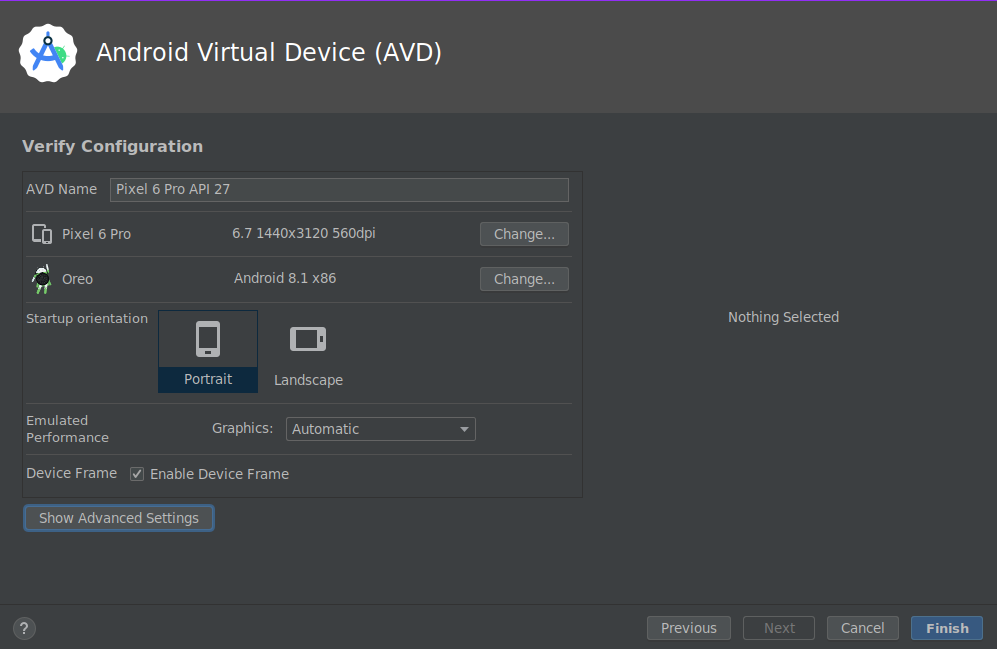 Android Virtual Device (AVD)
Verify Configuration
AVD Name Pixel 6 Pro API 27
Pixel 6 Pro 6.7 1440x3120 560dpi Change...
Oreo Android 8.1 x86 Change...
Nothing Selected
Startup orientation
Portrait Landscape
Emulated
Performance
Graphics: Automatic
Device Frame Enable Device Frame
Show Advanced Settings
? Previous Next Cancel Finish